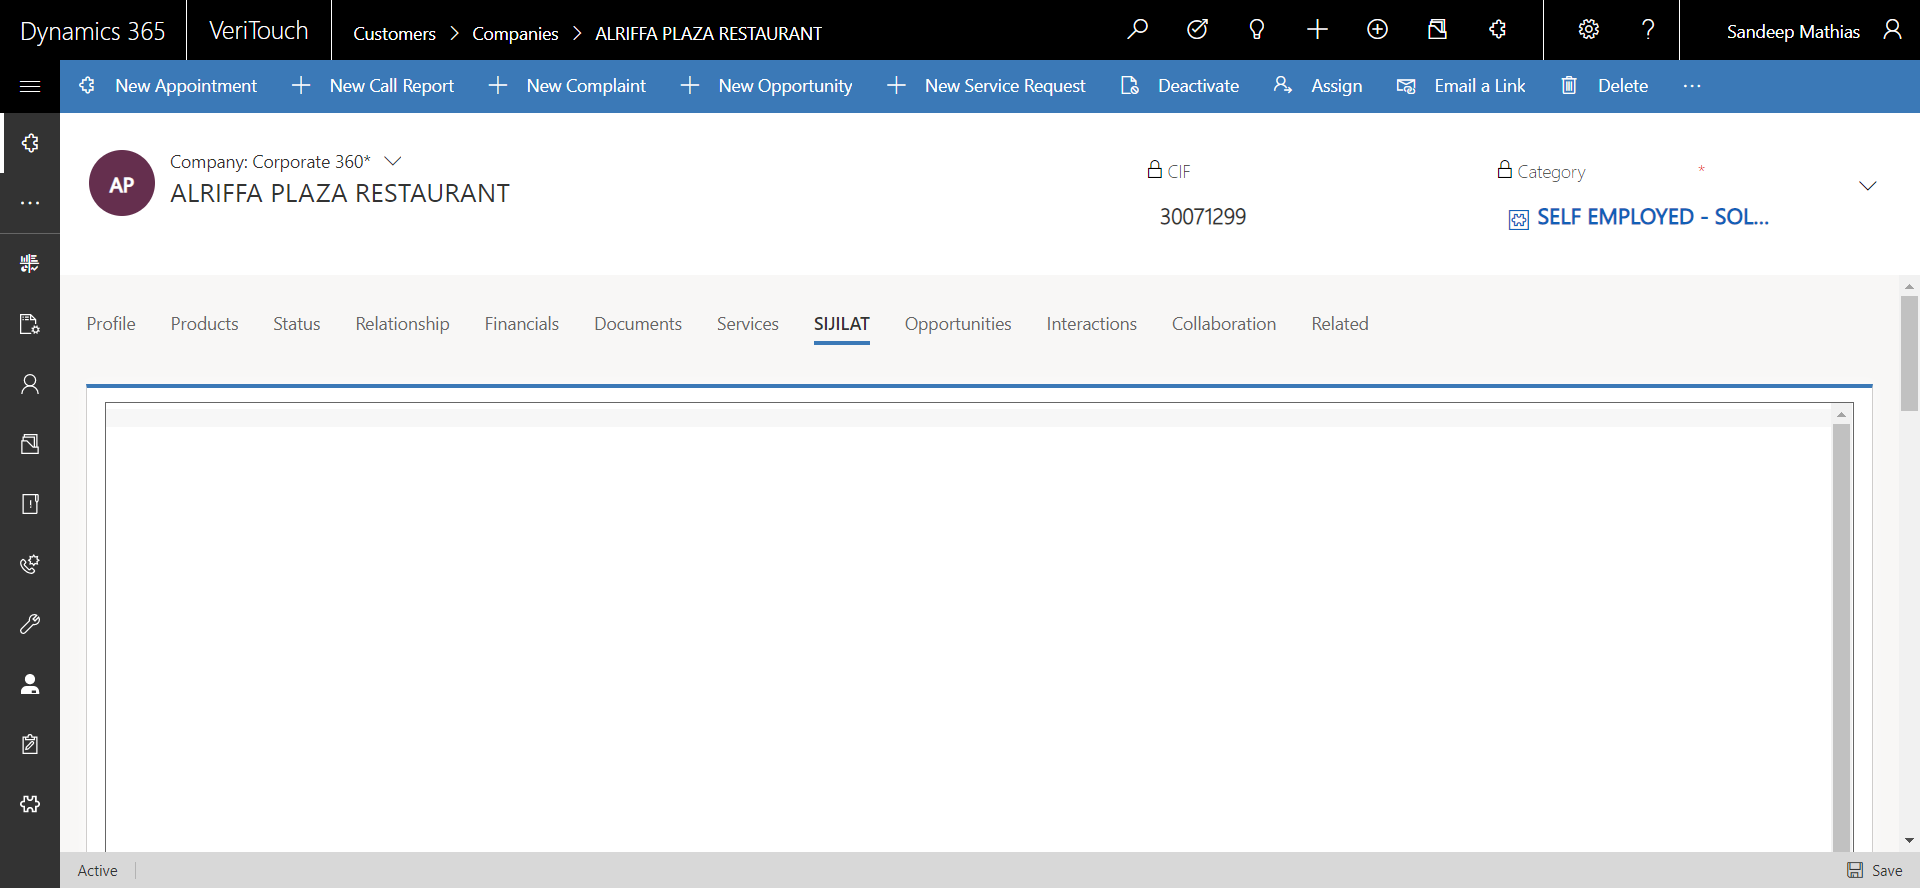 Dynamics 365
VeriTouch
Customers > Companies > ALRIFFA PLAZA RESTAURANT
Sandeep Mathias
New Appointment
New Call Report
New Complaint
New Opportunity
New Service Request
Deactivate
Assign
Email a Link
Delete
AP
Company: Corporate 360*
ALRIFFA PLAZA RESTAURANT
CIF
30071299
Category *
SELF EMPLOYED - SOL...
Profile
Products
Status
Relationship
Financials
Documents
Services
SIJILAT
Opportunities
Interactions
Collaboration
Related
Active
Save